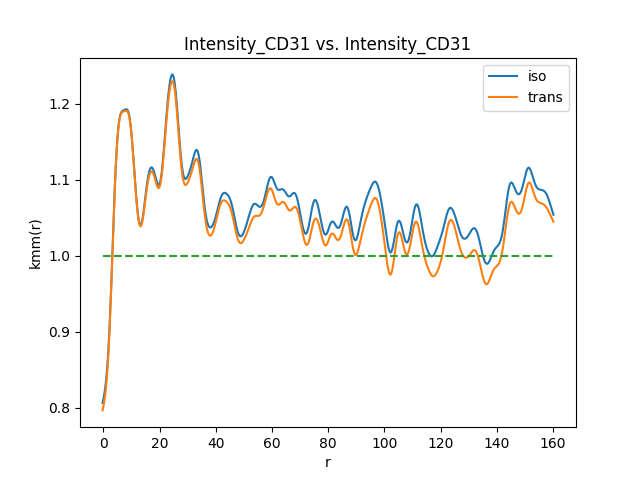 Intensity_CD31 vs. Intensity_CD31
iso
trans
kmm(r)
1.2
1.1
1.0
0.9
0.8
0 20 40 60 80 100 120 140 160
r